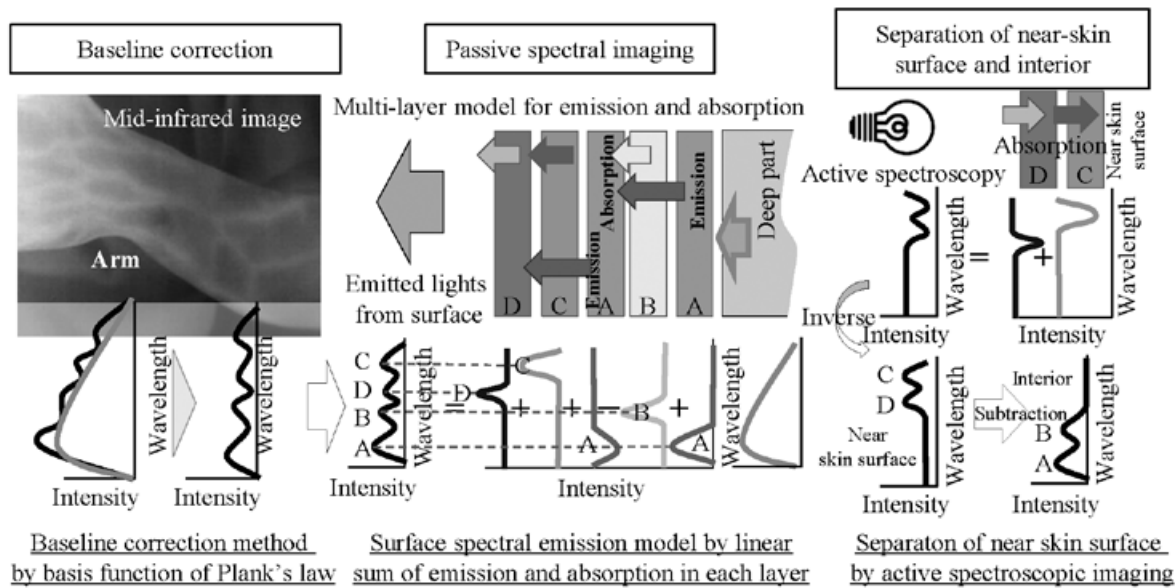 Baseline correction
Mid-infrared image
Arm
Wavelength
Intensity
Wavelength
Intensity
Baseline correction method
by basis function of Plank's law
Passive spectral imaging
Multi-layer model for emission and absorption
Emitted lights
from surface
D
C
Emission
A
Absorption
B
Emission
A
Deep part
C
D
B
A
Wavelength
Intensity
=
D
+
C
+
A
−
B
+
A
Intensity
Surface spectral emission model by linear
sum of emission and absorption in each layer
Separation of near-skin
surface and interior
Absorption
D
C
Near skin
surface
Active spectroscopy
Wavelength
Intensity
=
+
Wavelength
Intensity
Inverse
C
D
Near
skin surface
Wavelength
Intensity
Interior
Subtraction
B
A
Wavelength
Intensity
Separaton of near skin surface
by active spectroscopic imaging